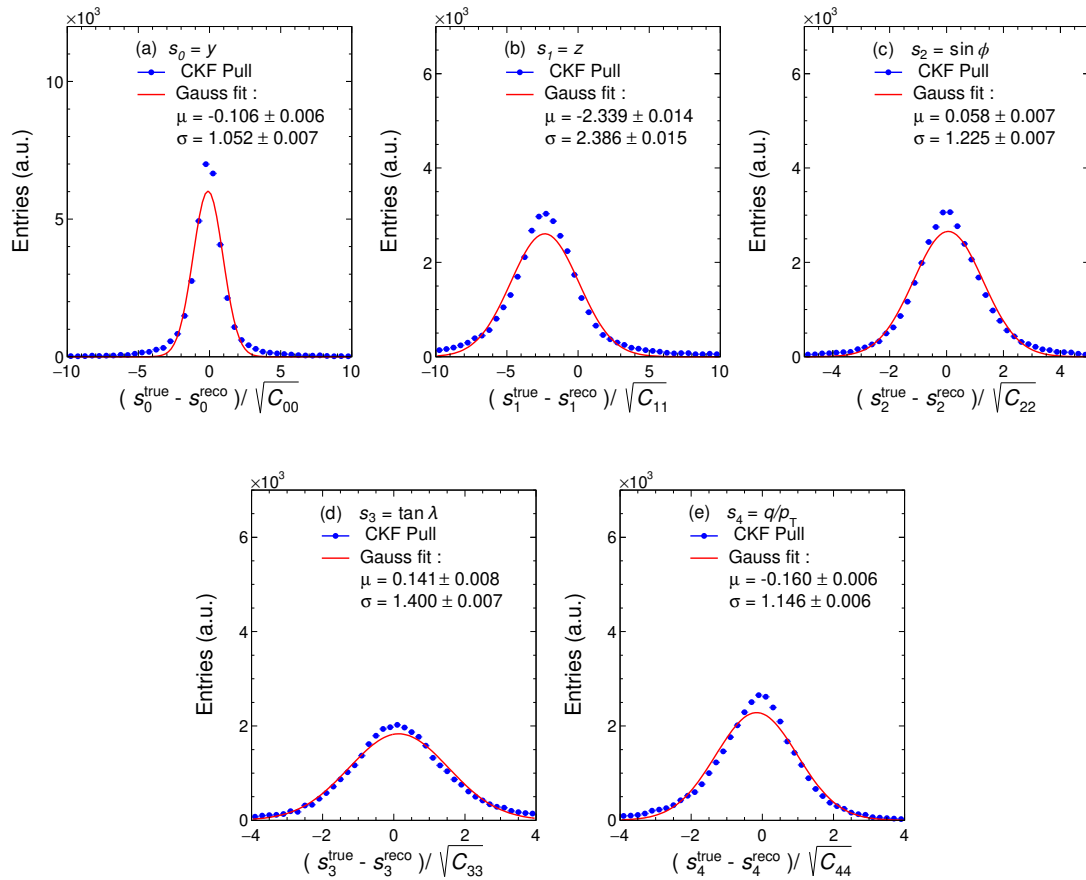 ×10³
(a) s₀ = y
CKF Pull
Gauss fit :
μ = -0.106 ± 0.006
σ = 1.052 ± 0.007
Entries (a.u.)
10
5
0
−10 −5 0 5 10
( s₀^true - s₀^reco )/ √C₀₀
×10³
(b) s₁ = z
CKF Pull
Gauss fit :
μ = -2.339 ± 0.014
σ = 2.386 ± 0.015
Entries (a.u.)
6
4
2
0
−10 −5 0 5 10
( s₁^true - s₁^reco )/ √C₁₁
×10³
(c) s₂ = sin ϕ
CKF Pull
Gauss fit :
μ = 0.058 ± 0.007
σ = 1.225 ± 0.007
Entries (a.u.)
6
4
2
0
−4 −2 0 2 4
( s₂^true - s₂^reco )/ √C₂₂
×10³
(d) s₃ = tan λ
CKF Pull
Gauss fit :
μ = 0.141 ± 0.008
σ = 1.400 ± 0.007
Entries (a.u.)
6
4
2
0
−4 −2 0 2 4
( s₃^true - s₃^reco )/ √C₃₃
×10³
(e) s₄ = q/p_T
CKF Pull
Gauss fit :
μ = -0.160 ± 0.006
σ = 1.146 ± 0.006
Entries (a.u.)
6
4
2
0
−4 −2 0 2 4
( s₄^true - s₄^reco )/ √C₄₄